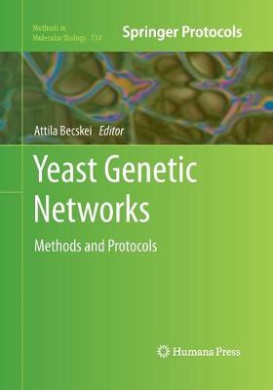 Methods in
Molecular Biology 734
Springer Protocols
Attila Becskei Editor
Yeast Genetic
Networks
Methods and Protocols
Humana Press